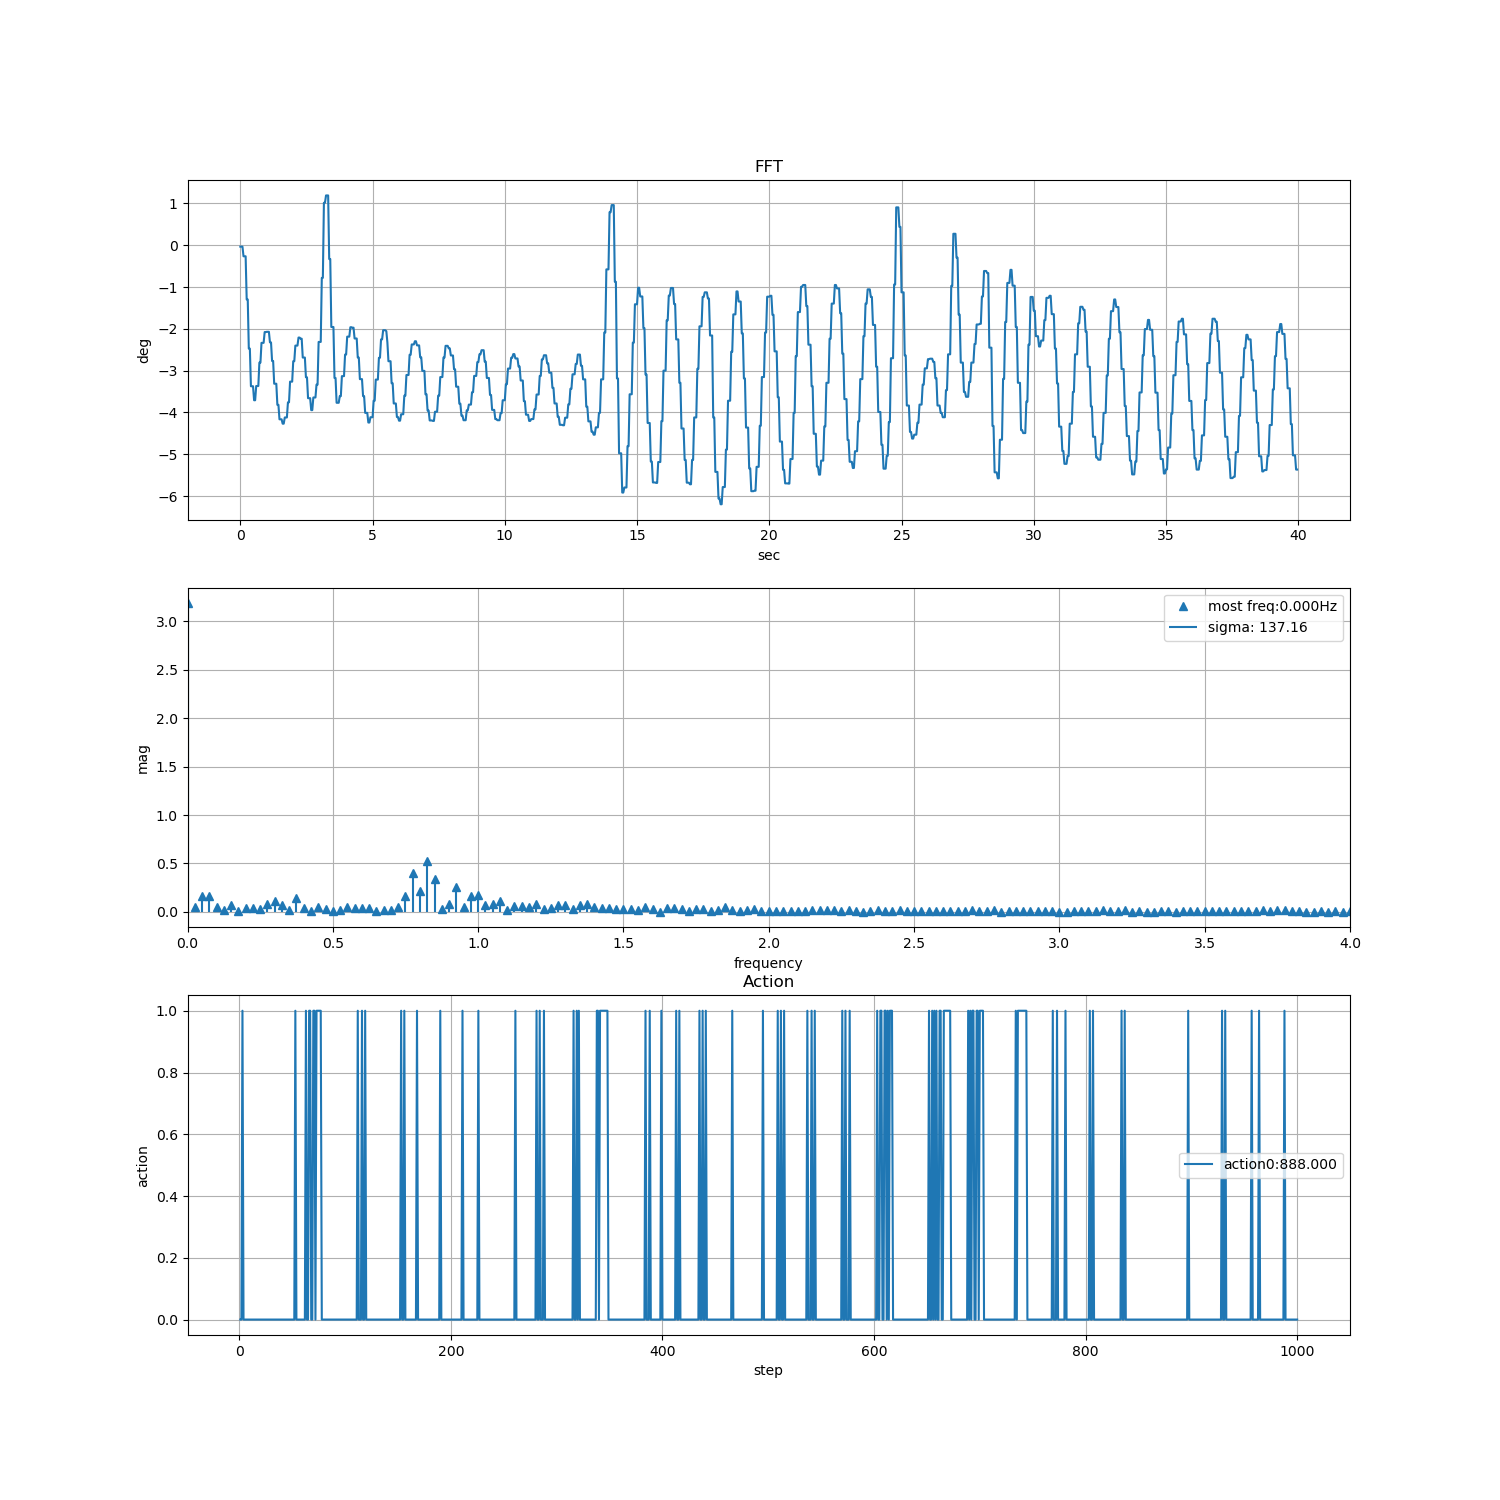 FFT
1
0
−1
−2
−3
−4
−5
−6
deg
0 5 10 15 20 25 30 35 40
sec
most freq:0.000Hz
sigma: 137.16
3.0
2.5
2.0
1.5
1.0
0.5
0.0
mag
0.0 0.5 1.0 1.5 2.0 2.5 3.0 3.5 4.0
frequency
Action
1.0
0.8
0.6
0.4
0.2
0.0
action
action0:888.000
0 200 400 600 800 1000
step